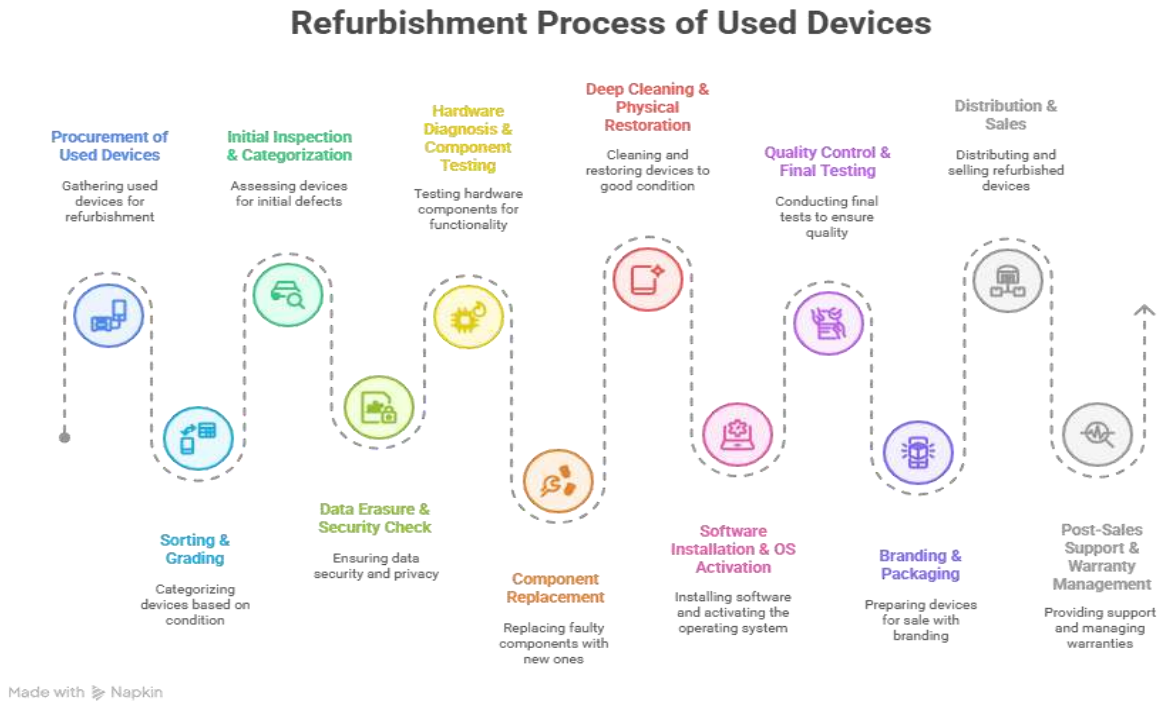 Refurbishment Process of Used Devices
Procurement of
Used Devices
Gathering used
devices for
refurbishment
Sorting &
Grading
Categorizing
devices based on
condition
Initial Inspection
& Categorization
Assessing devices
for initial defects
Data Erasure &
Security Check
Ensuring data
security and privacy
Hardware
Diagnosis &
Component
Testing
Testing hardware
components for
functionality
Component
Replacement
Replacing faulty
components with
new ones
Deep Cleaning &
Physical
Restoration
Cleaning and
restoring devices to
good condition
Software
Installation & OS
Activation
Installing software
and activating the
operating system
Quality Control &
Final Testing
Conducting final
tests to ensure
quality
Branding &
Packaging
Preparing devices
for sale with
branding
Distribution &
Sales
Distributing and
selling refurbished
devices
Post-Sales
Support &
Warranty
Management
Providing support
and managing
warranties
Made with Napkin